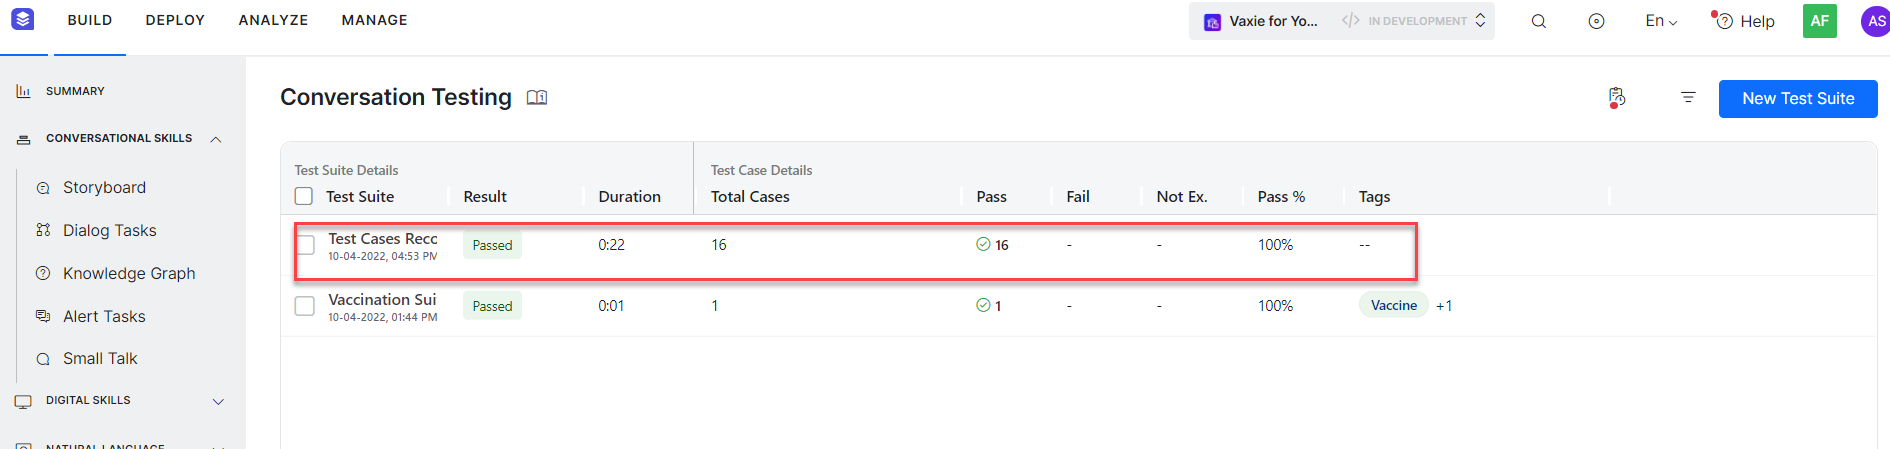 BUILD DEPLOY ANALYZE MANAGE Vaxie for Yo... </> IN DEVELOPMENT En Help AF AS
SUMMARY
CONVERSATIONAL SKILLS
Storyboard
Dialog Tasks
Knowledge Graph
Alert Tasks
Small Talk
DIGITAL SKILLS
NATURAL LANGUAGE
Conversation Testing
New Test Suite
Test Suite Details Test Case Details
Test Suite Result Duration Total Cases Pass Fail Not Ex. Pass % Tags
Test Cases Reco Passed 0:22 16 16 - - 100% --
10-04-2022, 04:53 PM
Vaccination Sui Passed 0:01 1 1 - - 100% Vaccine +1
10-04-2022, 01:44 PM